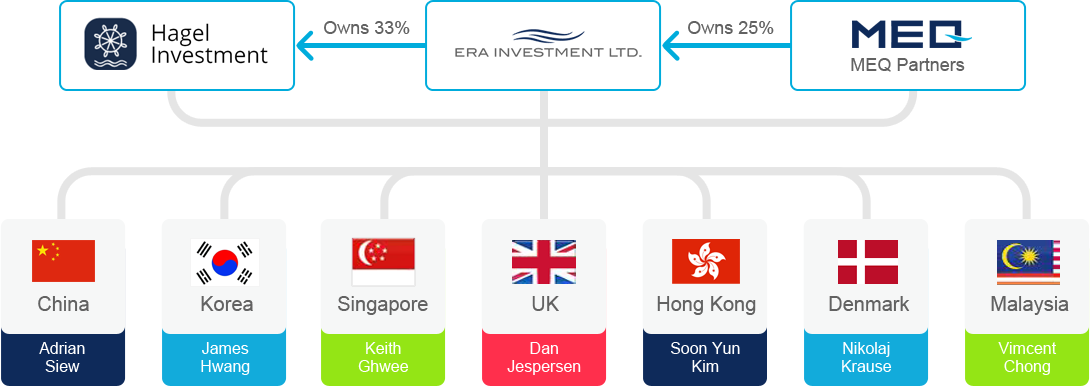 Hagel
Investment
Owns 33%
ERA INVESTMENT LTD.
Owns 25%
MEQ
MEQ Partners
China
Korea
Singapore
UK
Hong Kong
Denmark
Malaysia
Adrian
Siew
James
Hwang
Keith
Ghwee
Dan
Jespersen
Soon Yun
Kim
Nikolaj
Krause
Vimcent
Chong